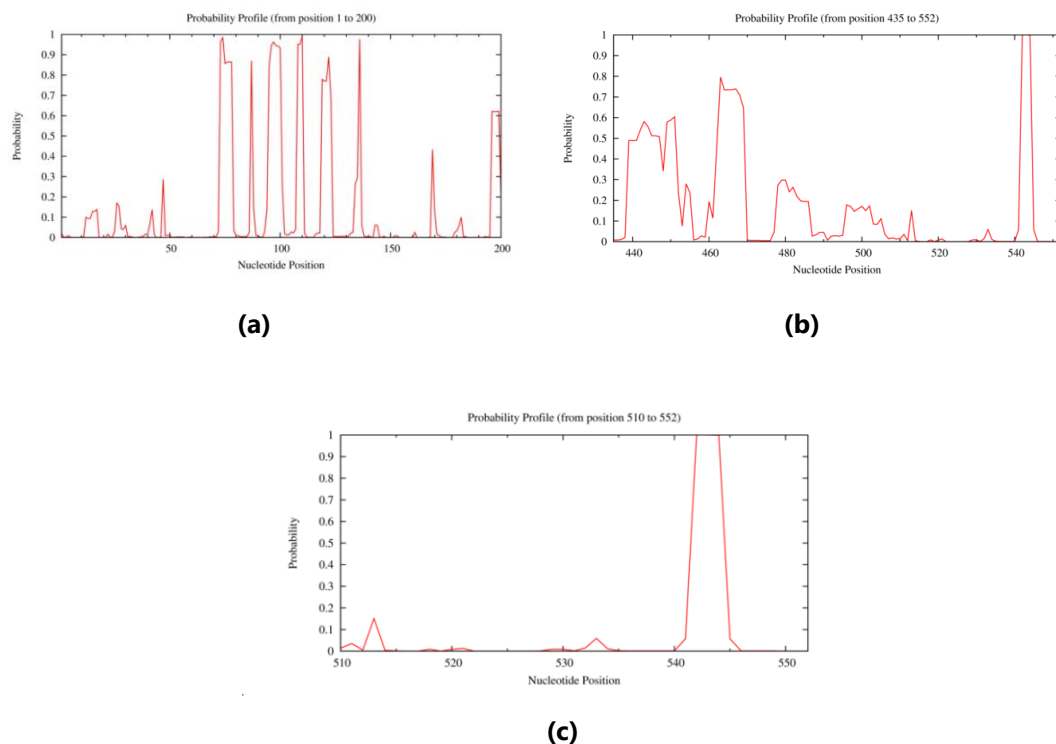 Probability Profile (from position 1 to 200)
1
0.9
0.8
0.7
0.6
0.5
0.4
0.3
0.2
0.1
0
Probability
50 100 150 200
Nucleotide Position
(a)
Probability Profile (from position 435 to 552)
1
0.9
0.8
0.7
0.6
0.5
0.4
0.3
0.2
0.1
0
Probability
440 460 480 500 520 540
Nucleotide Position
(b)
Probability Profile (from position 510 to 552)
1
0.9
0.8
0.7
0.6
0.5
0.4
0.3
0.2
0.1
0
Probability
510 520 530 540 550
Nucleotide Position
(c)